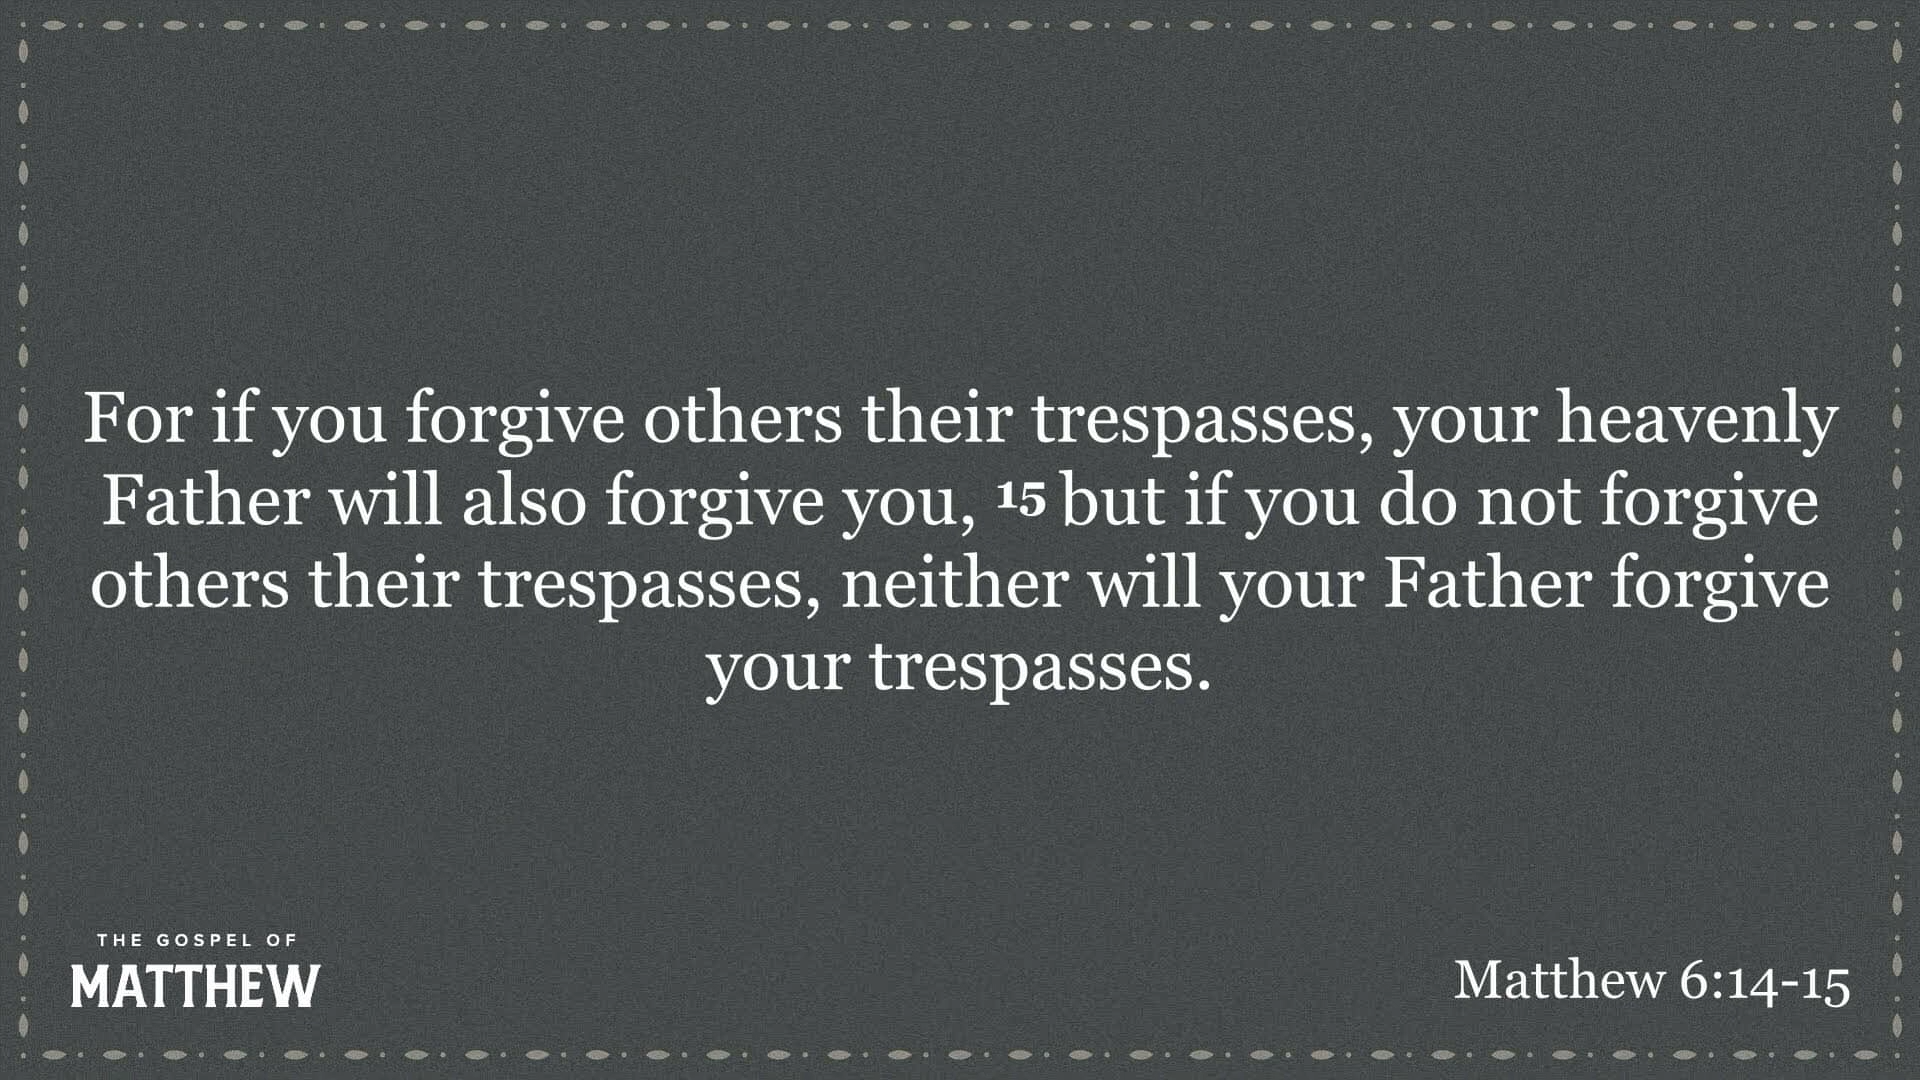 For if you forgive others their trespasses, your heavenly
Father will also forgive you, 15 but if you do not forgive
others their trespasses, neither will your Father forgive
your trespasses.
THE GOSPEL OF
MATTHEW
Matthew 6:14-15